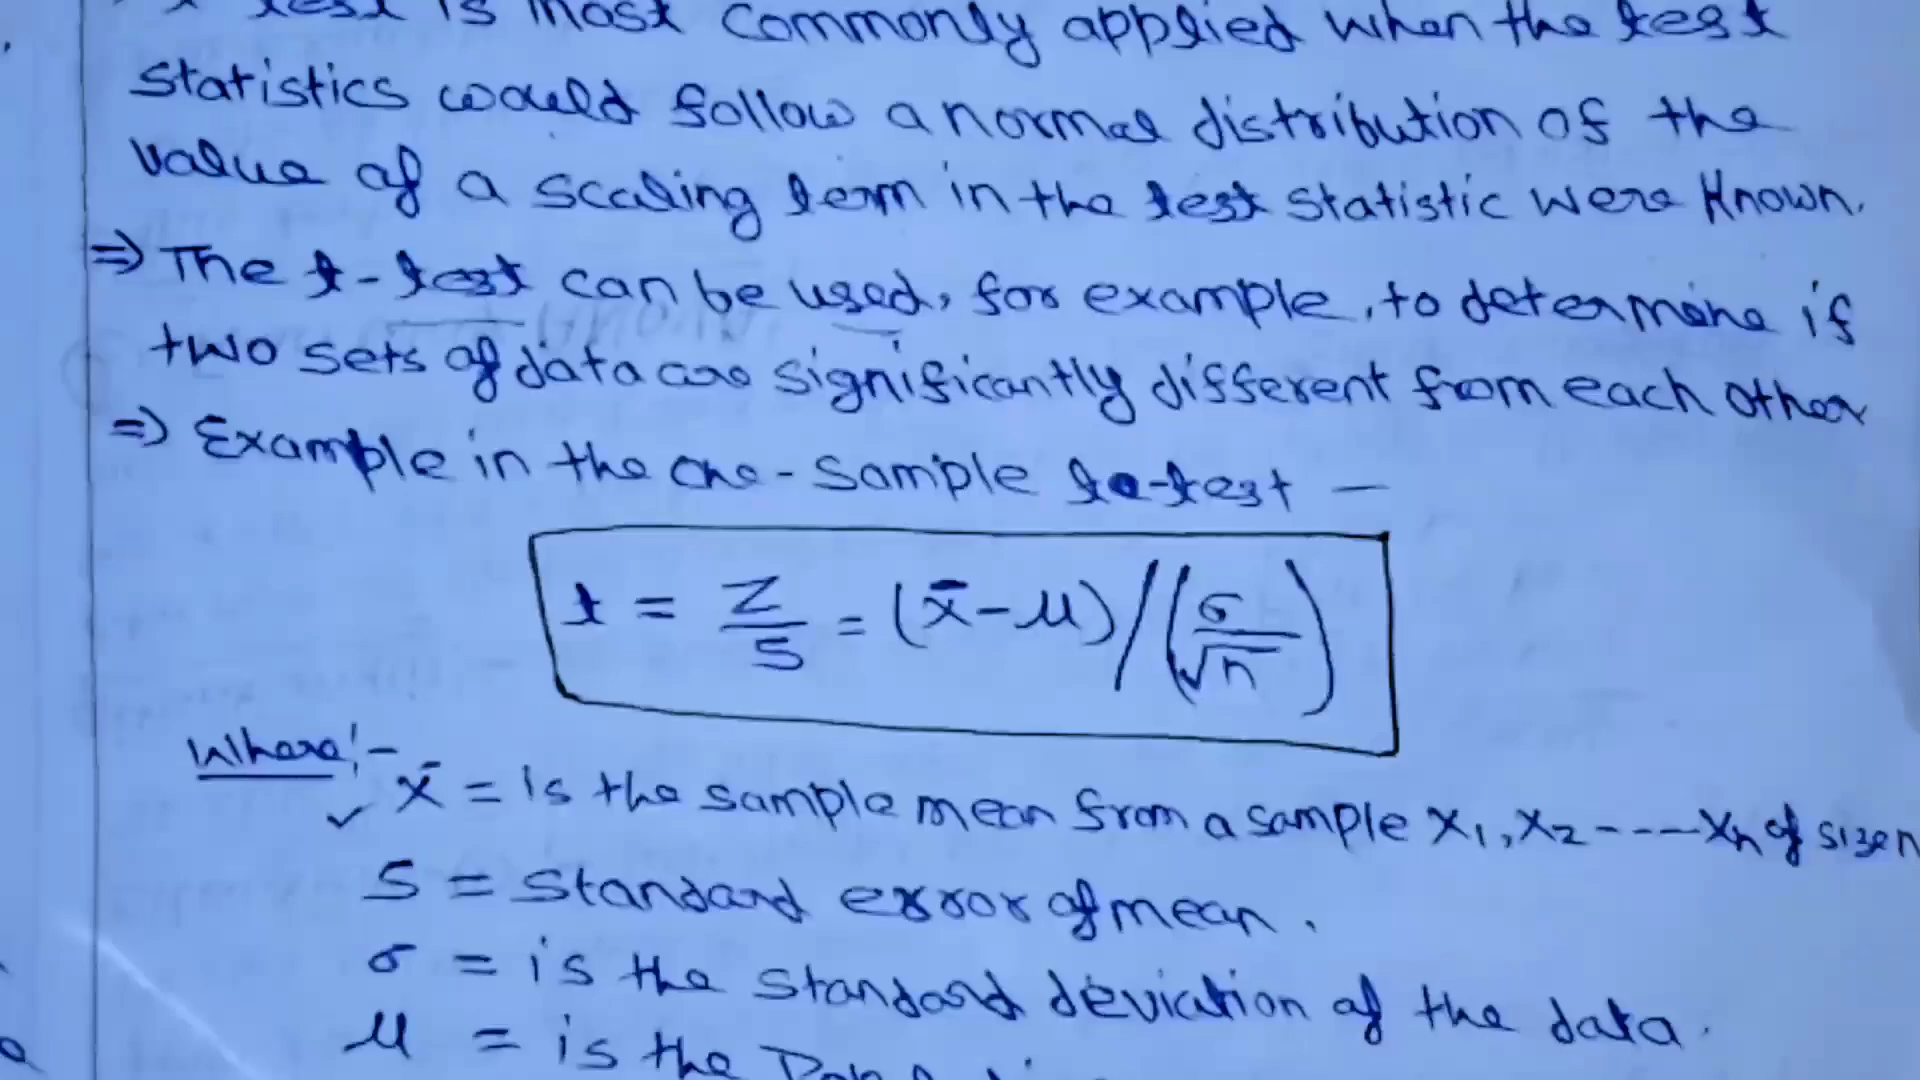 test is most commonly applied when the test
statistics would follow a normal distribution of the
value of a scaling term in the test statistic were known.
⇒ The t-test can be used, for example, to determine if
two sets of data are significantly different from each other
⇒ Example in the one-sample t-test —
t = Z/S = (x̄-μ)/(σ/√n)
Where:-
x̄ = is the sample mean from a sample x₁, x₂ ----- xn of size n
S = Standard error of mean.
σ = is the standard deviation of the data.
μ = is the